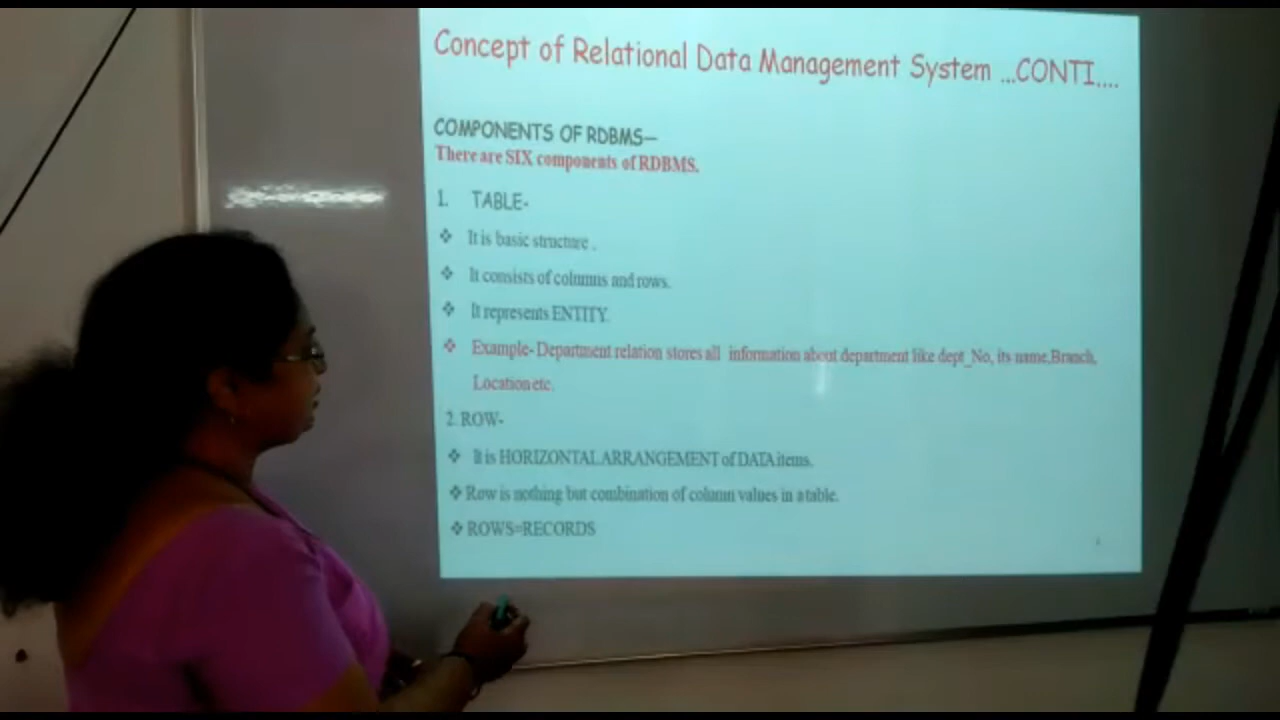 Concept of Relational Data Management System ...CONTI....
COMPONENTS OF RDBMS—
There are SIX components of RDBMS.
1. TABLE-
❖ It is basic structure .
❖ It consists of columns and rows.
❖ It represents ENTITY.
❖ Example- Department relation stores all information about department like dept_No, its name,Branch,
Location etc.
2. ROW-
❖ It is HORIZONTAL ARRANGEMENT of DATA items.
❖ Row is nothing but combination of column values in a table.
❖ ROWS=RECORDS